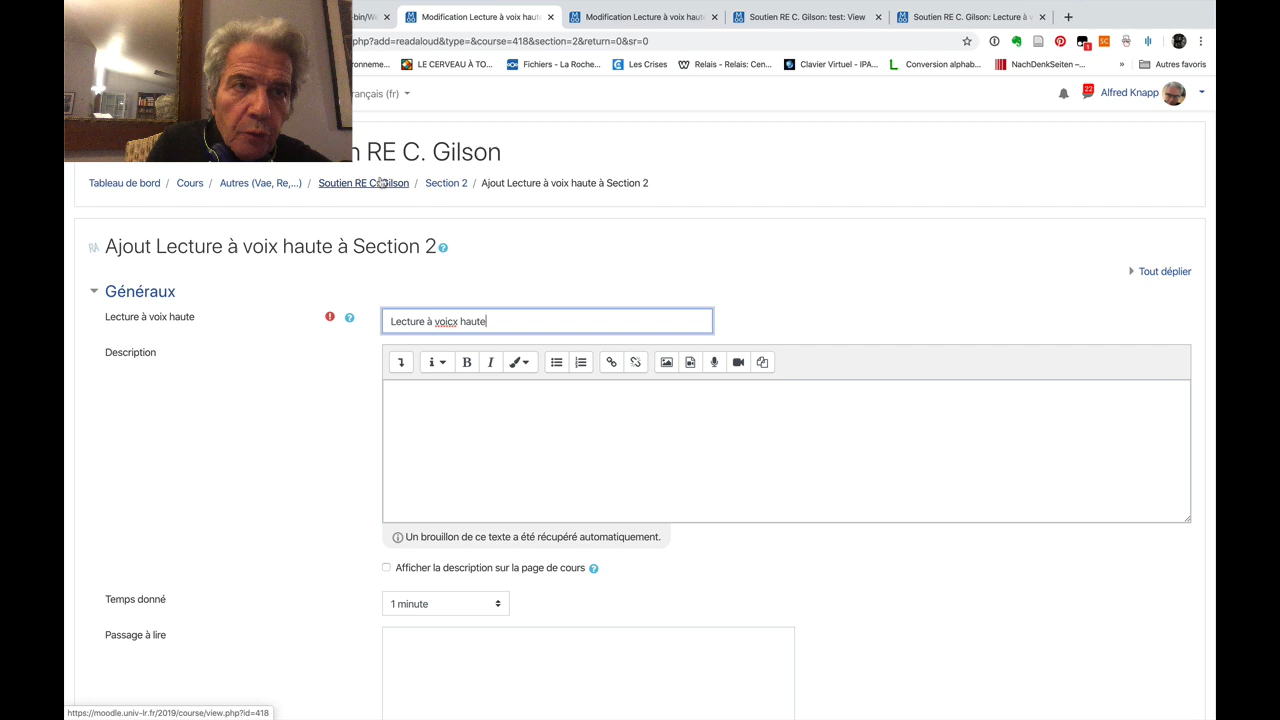 -bin/We
Modification Lecture à voix haut
Modification Lecture à voix haut
Soutien RE C. Gilson: test: View
Soutien RE C. Gilson: Lecture à v
php?add=readaloud&type=&course=418&section=2&return=0&sr=0
ronneme...
LE CERVEAU À TO...
Fichiers - La Roche...
Les Crises
Relais - Relais: Cen...
Clavier Virtuel - IPA...
Conversion alphab...
NachDenkSeiten –...
»
Autres favoris
rançais (fr)
22
Alfred Knapp
n RE C. Gilson
Tableau de bord / Cours / Autres (Vae, Re,...) / Soutien RE C. Gilson / Section 2 / Ajout Lecture à voix haute à Section 2
Ajout Lecture à voix haute à Section 2
Tout déplier
Généraux
Lecture à voix haute
Lecture à voicx haute
Description
Un brouillon de ce texte a été récupéré automatiquement.
Afficher la description sur la page de cours
Temps donné
1 minute
Passage à lire
https://moodle.univ-lr.fr/2019/course/view.php?id=418